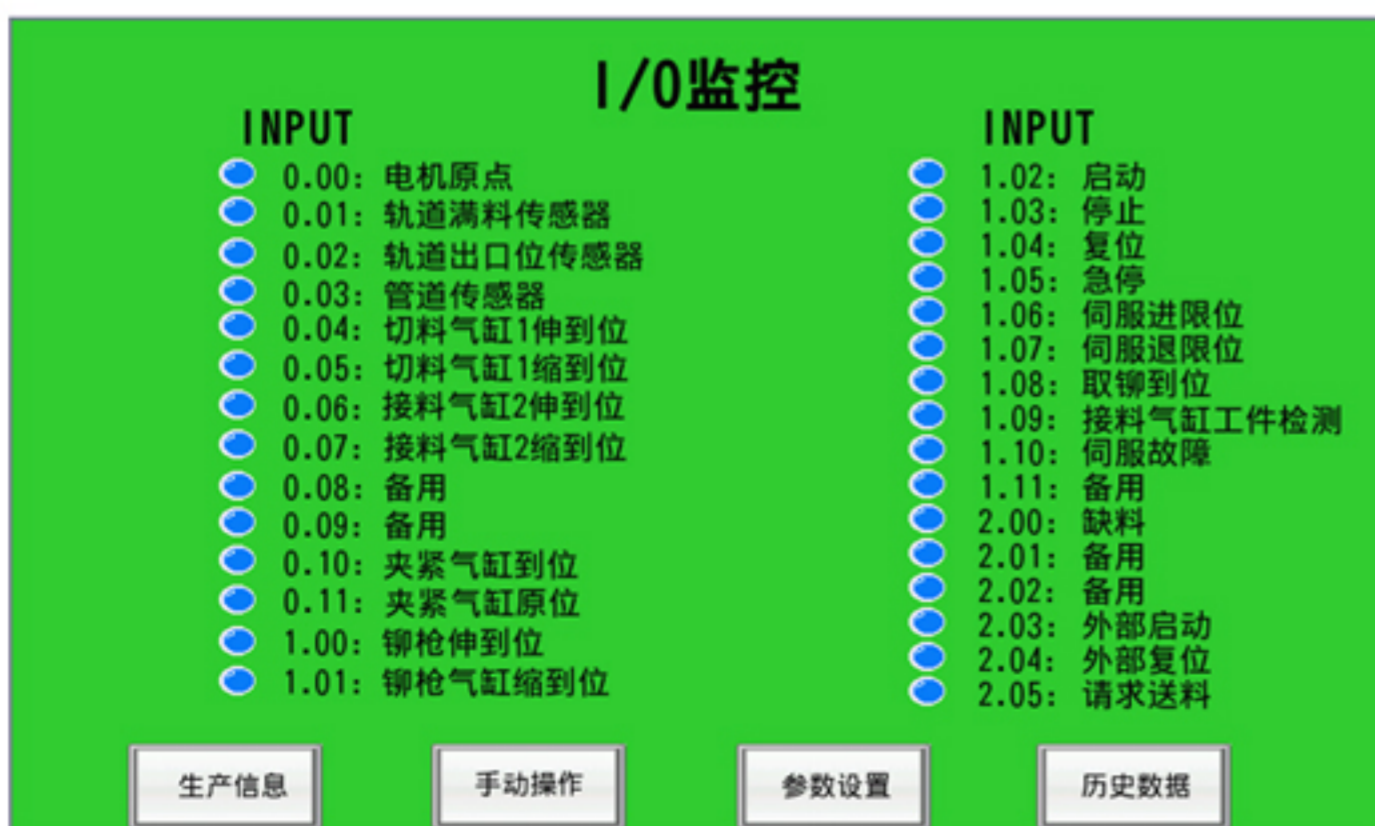 I/O监控
INPUT
0.00: 电机原点
0.01: 轨道满料传感器
0.02: 轨道出口位传感器
0.03: 管道传感器
0.04: 切料气缸1伸到位
0.05: 切料气缸1缩到位
0.06: 接料气缸2伸到位
0.07: 接料气缸2缩到位
0.08: 备用
0.09: 备用
0.10: 夹紧气缸到位
0.11: 夹紧气缸原位
1.00: 铆枪伸到位
1.01: 铆枪气缸缩到位
INPUT
1.02: 启动
1.03: 停止
1.04: 复位
1.05: 急停
1.06: 伺服进限位
1.07: 伺服退限位
1.08: 取铆到位
1.09: 接料气缸工件检测
1.10: 伺服故障
1.11: 备用
2.00: 缺料
2.01: 备用
2.02: 备用
2.03: 外部启动
2.04: 外部复位
2.05: 请求送料
生产信息
手动操作
参数设置
历史数据